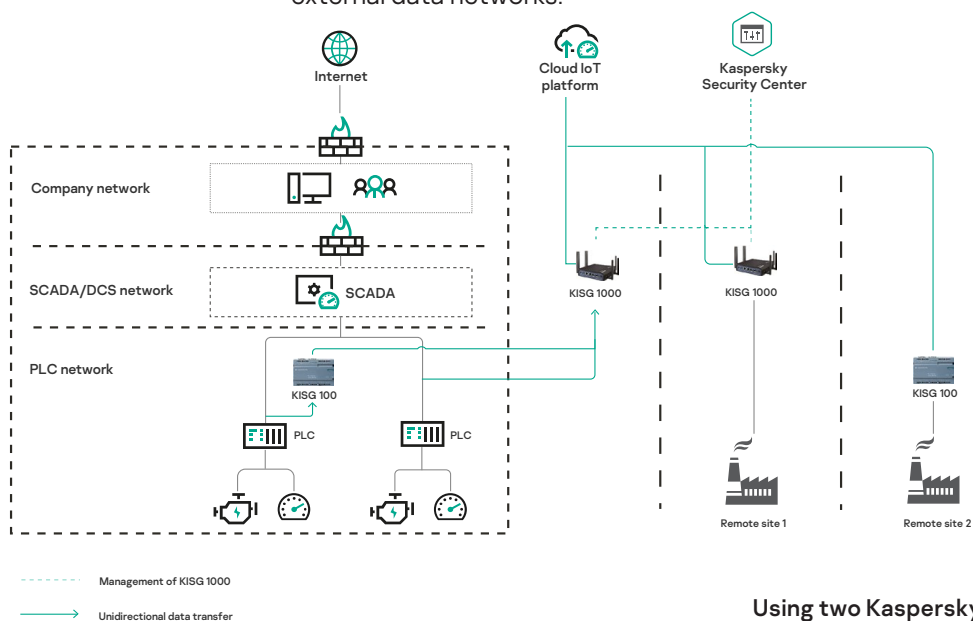 external data networks.
Internet
Cloud IoT
platform
Kaspersky
Security Center
Company network
SCADA/DCS network
SCADA
KISG 1000
KISG 1000
PLC network
KISG 100
KISG 100
PLC
PLC
Remote site 1
Remote site 2
Management of KISG 1000
Unidirectional data transfer
Using two Kaspersky